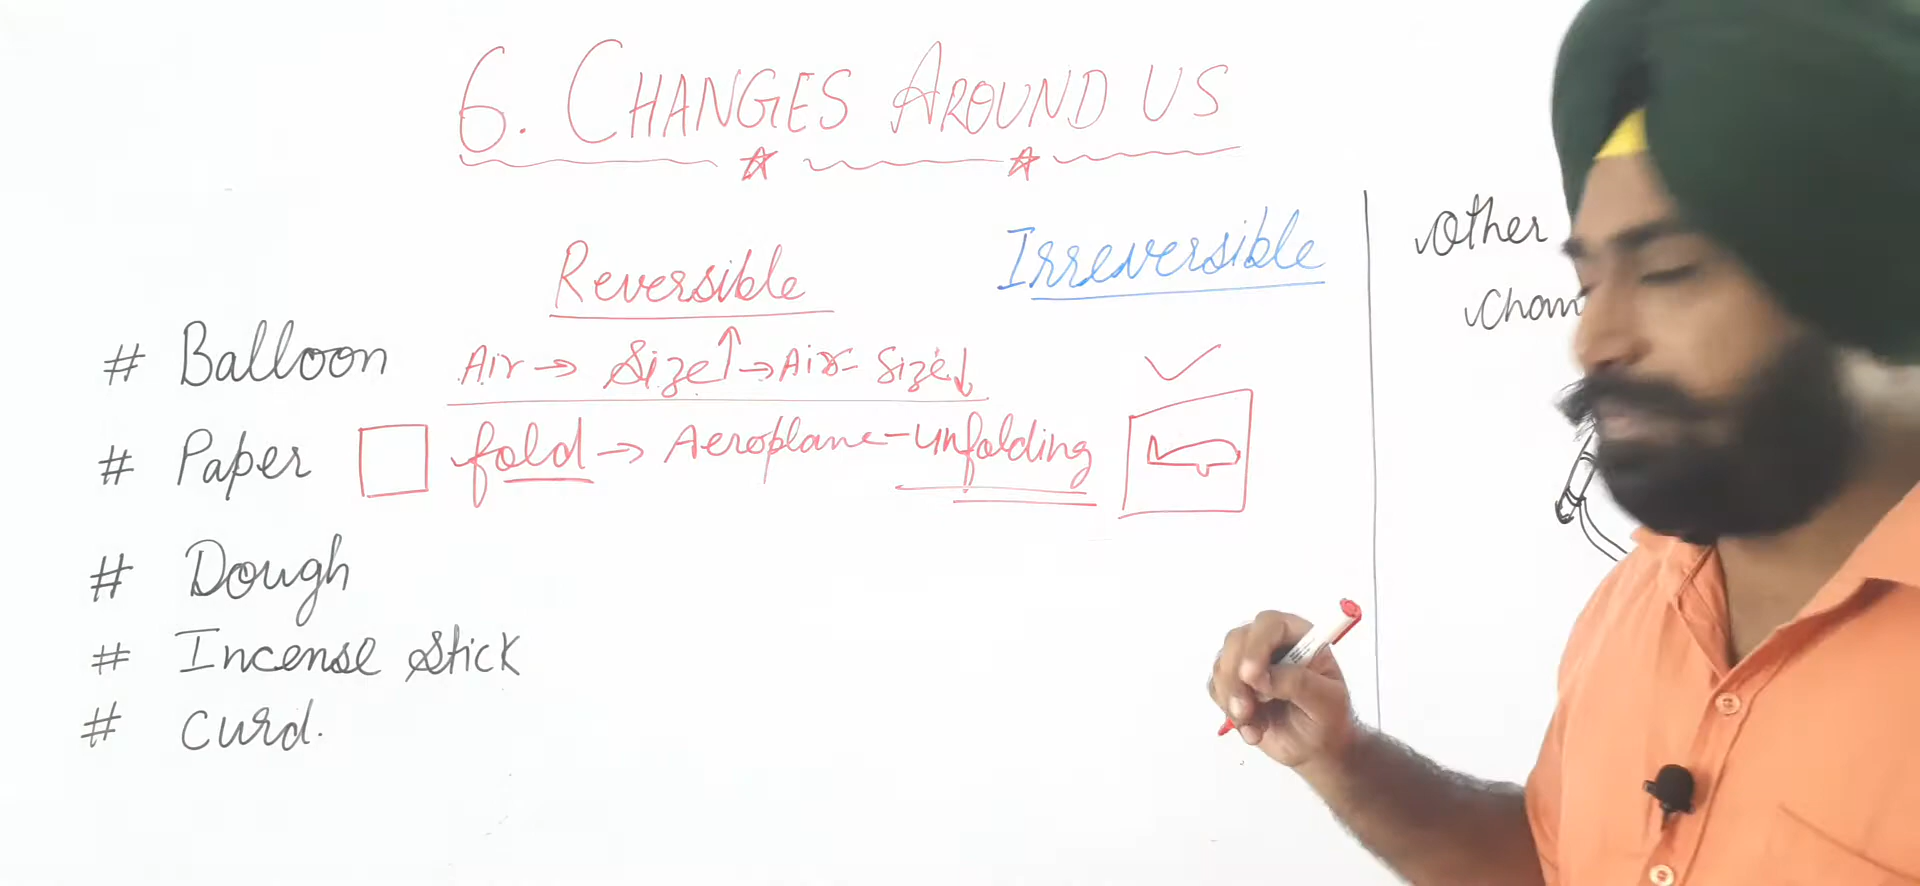 6. CHANGES AROUND US
Reversible
Irreversible
# Balloon Air → Size↑ → Air - Size↓
# Paper fold → Aeroplane - unfolding
# Dough
# Incense Stick
# Curd.
Other